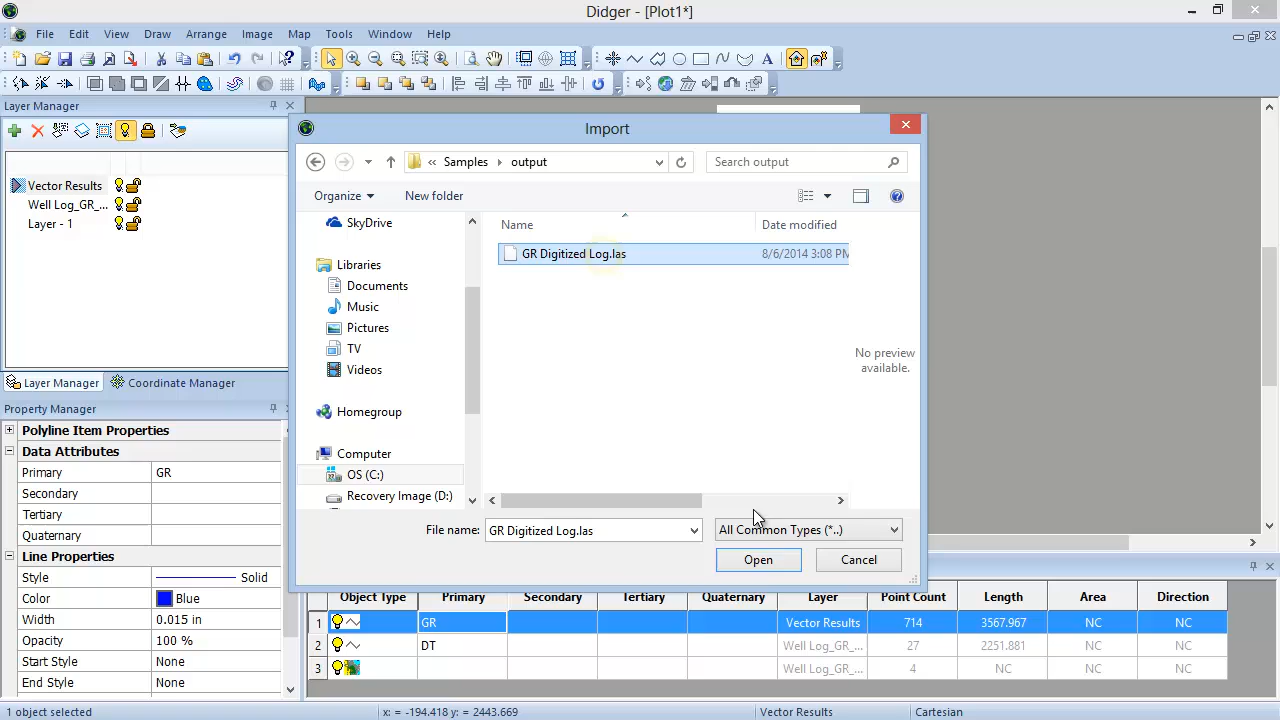 Didger - [Plot1*]
File Edit View Draw Arrange Image Map Tools Window Help
Layer Manager
Vector Results
Well Log_GR_...
Layer - 1
Layer Manager
Coordinate Manager
Property Manager
Polyline Item Properties
Data Attributes
Primary GR
Secondary
Tertiary
Quaternary
Line Properties
Style Solid
Color Blue
Width 0.015 in
Opacity 100 %
Start Style None
End Style None
Import
« Samples output
Search output
Organize New folder
SkyDrive
Libraries
Documents
Music
Pictures
TV
Videos
Homegroup
Computer
OS (C:)
Recovery Image (D:)
Name Date modified
GR Digitized Log.las 8/6/2014 3:08 PM
No preview
available.
File name: GR Digitized Log.las
All Common Types (*..)
Open Cancel
Object Type Primary Secondary Tertiary Quaternary Layer Point Count Length Area Direction
1 GR Vector Results 714 3567.967 NC NC
2 DT Well Log_GR_... 27 2251.881 NC NC
3 Well Log_GR_... 4 NC NC NC
1 object selected x: = -194.418 y: = 2443.669 Vector Results Cartesian